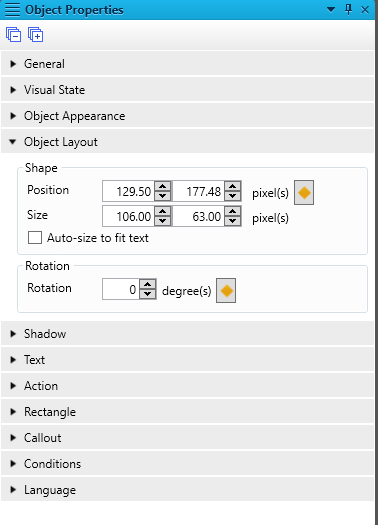 Object Properties
General
Visual State
Object Appearance
Object Layout
Shape
Position 129.50 177.48 pixel(s)
Size 106.00 63.00 pixel(s)
Auto-size to fit text
Rotation
Rotation 0 degree(s)
Shadow
Text
Action
Rectangle
Callout
Conditions
Language